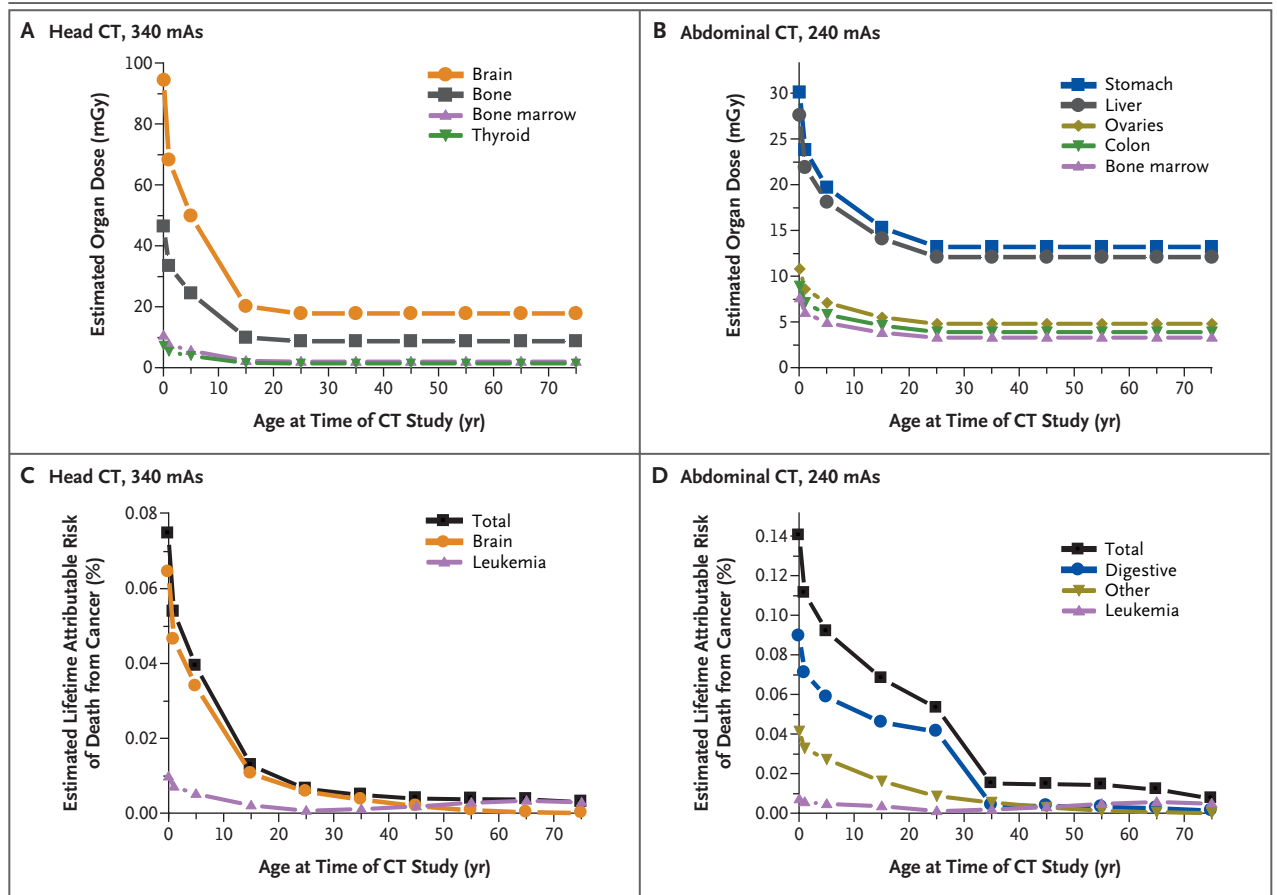 A Head CT, 340 mAs
Estimated Organ Dose (mGy)
100
80
60
40
20
0
Brain
Bone
Bone marrow
Thyroid
0 10 20 30 40 50 60 70
Age at Time of CT Study (yr)
B Abdominal CT, 240 mAs
Estimated Organ Dose (mGy)
30
25
20
15
10
5
0
Stomach
Liver
Ovaries
Colon
Bone marrow
0 10 20 30 40 50 60 70
Age at Time of CT Study (yr)
C Head CT, 340 mAs
Estimated Lifetime Attributable Risk
of Death from Cancer (%)
0.08
0.06
0.04
0.02
0.00
Total
Brain
Leukemia
0 10 20 30 40 50 60 70
Age at Time of CT Study (yr)
D Abdominal CT, 240 mAs
Estimated Lifetime Attributable Risk
of Death from Cancer (%)
0.14
0.12
0.10
0.08
0.06
0.04
0.02
0.00
Total
Digestive
Other
Leukemia
0 10 20 30 40 50 60 70
Age at Time of CT Study (yr)